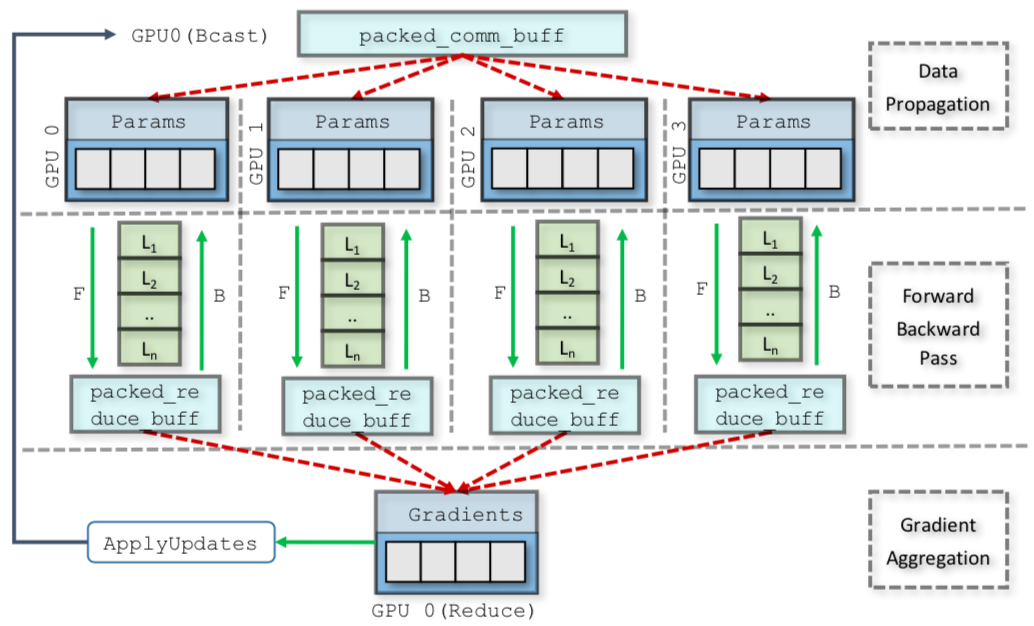 GPU0(Bcast)
packed_comm_buff
Data
Propagation
GPU 0
Params
GPU 1
Params
GPU 2
Params
GPU 3
Params
F
L1
L2
..
Ln
B
F
L1
L2
..
Ln
B
F
L1
L2
..
Ln
B
F
L1
L2
..
Ln
B
Forward
Backward
Pass
packed_re
duce_buff
packed_re
duce_buff
packed_re
duce_buff
packed_re
duce_buff
Gradients
ApplyUpdates
GPU 0(Reduce)
Gradient
Aggregation